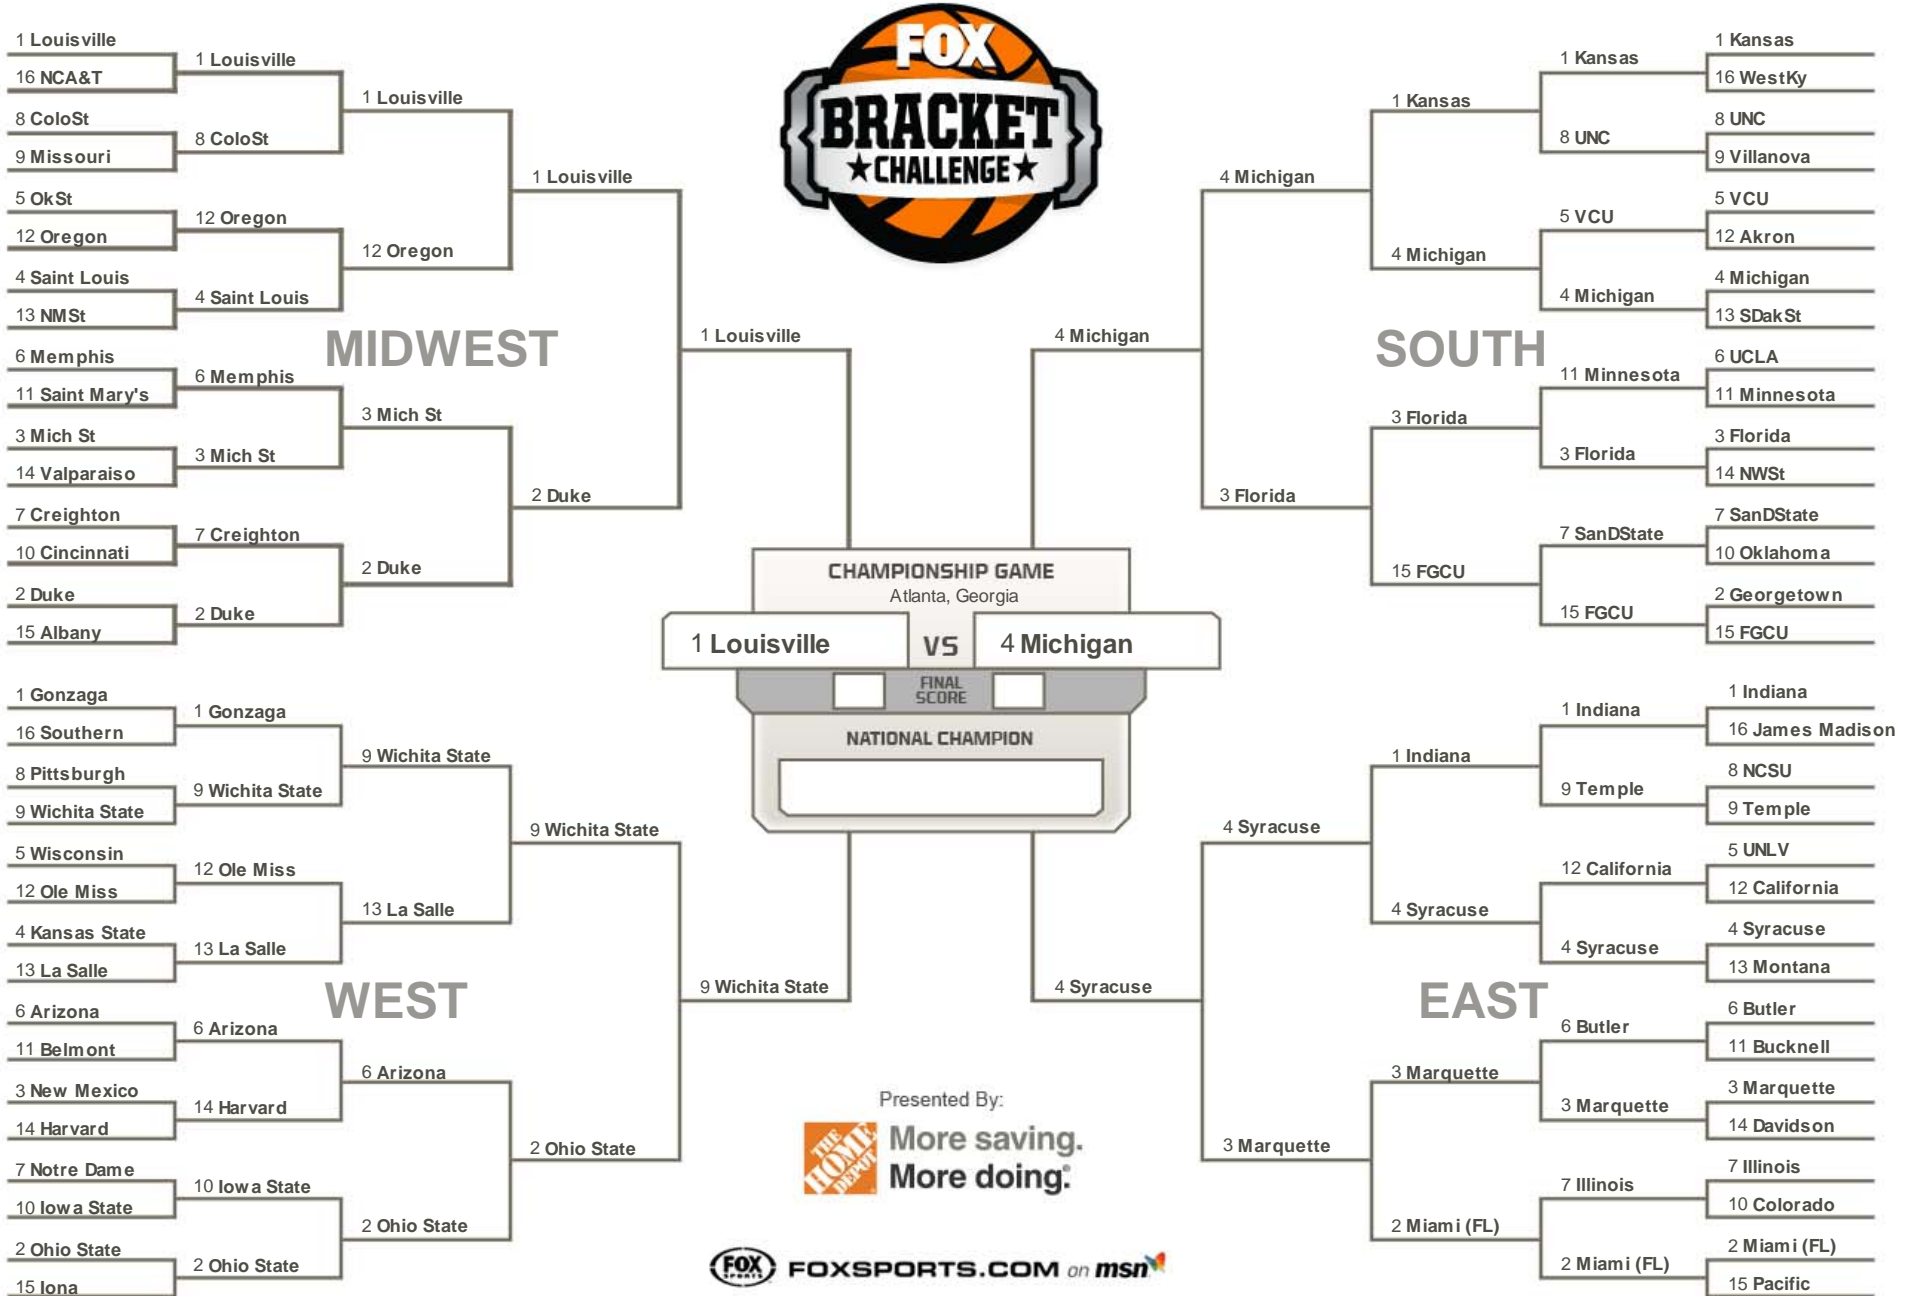 FOX
BRACKET
CHALLENGE
MIDWEST
1 Louisville
16 NCA&T
8 ColoSt
9 Missouri
5 OkSt
12 Oregon
4 Saint Louis
13 NMSt
6 Memphis
11 Saint Mary's
3 Mich St
14 Valparaiso
7 Creighton
10 Cincinnati
2 Duke
15 Albany
1 Louisville
8 ColoSt
12 Oregon
4 Saint Louis
6 Memphis
3 Mich St
7 Creighton
2 Duke
1 Louisville
12 Oregon
3 Mich St
2 Duke
1 Louisville
2 Duke
1 Louisville
WEST
1 Gonzaga
16 Southern
8 Pittsburgh
9 Wichita State
5 Wisconsin
12 Ole Miss
4 Kansas State
13 La Salle
6 Arizona
11 Belmont
3 New Mexico
14 Harvard
7 Notre Dame
10 Iowa State
2 Ohio State
15 Iona
1 Gonzaga
9 Wichita State
12 Ole Miss
13 La Salle
6 Arizona
14 Harvard
10 Iowa State
2 Ohio State
9 Wichita State
13 La Salle
6 Arizona
2 Ohio State
9 Wichita State
2 Ohio State
9 Wichita State
CHAMPIONSHIP GAME
Atlanta, Georgia
1 Louisville VS 4 Michigan
FINAL
SCORE
NATIONAL CHAMPION
SOUTH
4 Michigan
4 Michigan
3 Florida
1 Kansas
4 Michigan
3 Florida
15 FGCU
1 Kansas
8 UNC
5 VCU
4 Michigan
11 Minnesota
3 Florida
7 SanDState
15 FGCU
1 Kansas
16 WestKy
8 UNC
9 Villanova
5 VCU
12 Akron
4 Michigan
13 SDakSt
6 UCLA
11 Minnesota
3 Florida
14 NWSt
7 SanDState
10 Oklahoma
2 Georgetown
15 FGCU
EAST
4 Syracuse
4 Syracuse
3 Marquette
1 Indiana
4 Syracuse
3 Marquette
2 Miami (FL)
1 Indiana
9 Temple
12 California
4 Syracuse
6 Butler
3 Marquette
7 Illinois
2 Miami (FL)
1 Indiana
16 James Madison
8 NCSU
9 Temple
5 UNLV
12 California
4 Syracuse
13 Montana
6 Butler
11 Bucknell
3 Marquette
14 Davidson
7 Illinois
10 Colorado
2 Miami (FL)
15 Pacific
Presented By:
THE
HOME
DEPOT
More saving.
More doing.®
FOX
SPORTS
FOXSPORTS.COM on msn